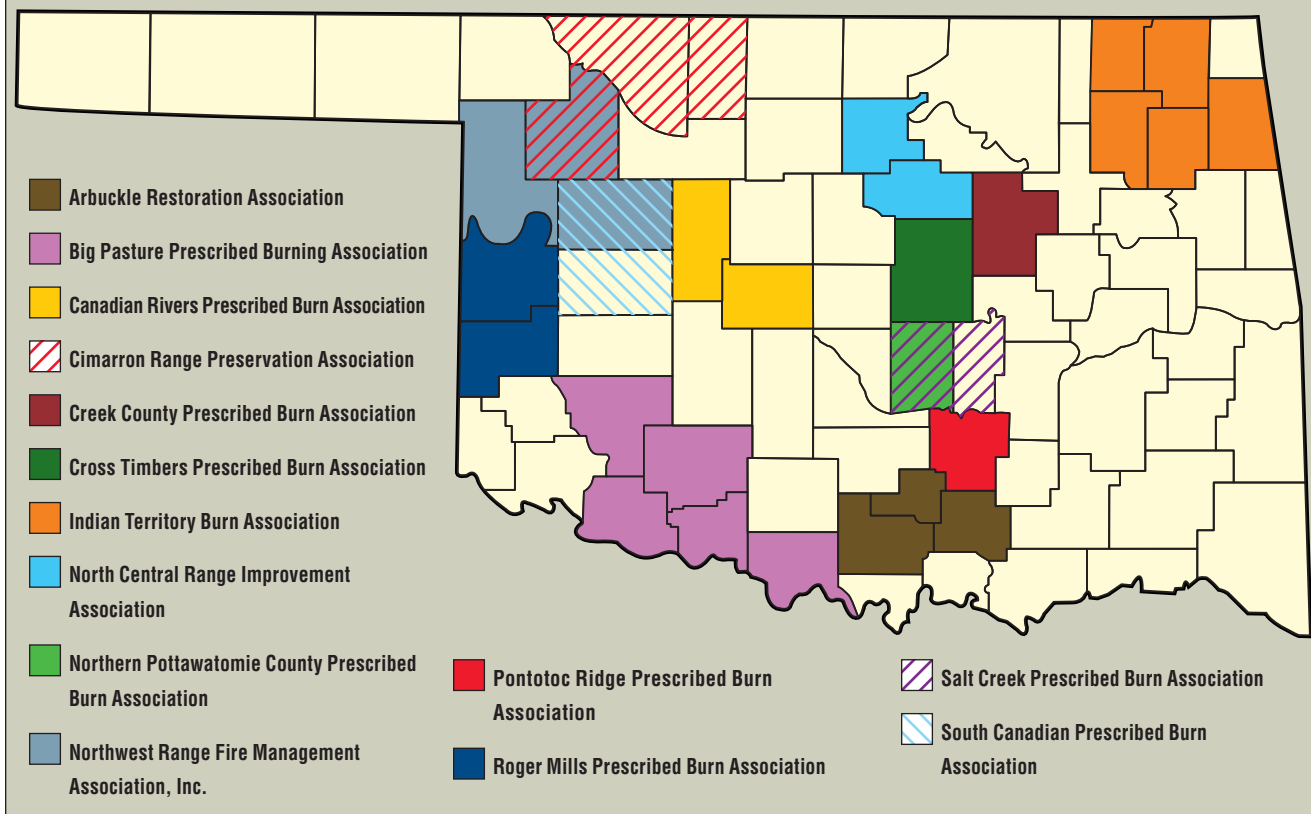 Arbuckle Restoration Association
Big Pasture Prescribed Burning Association
Canadian Rivers Prescribed Burn Association
Cimarron Range Preservation Association
Creek County Prescribed Burn Association
Cross Timbers Prescribed Burn Association
Indian Territory Burn Association
North Central Range Improvement
Association
Northern Pottawatomie County Prescribed
Burn Association
Northwest Range Fire Management
Association, Inc.
Pontotoc Ridge Prescribed Burn
Association
Roger Mills Prescribed Burn Association
Salt Creek Prescribed Burn Association
South Canadian Prescribed Burn
Association